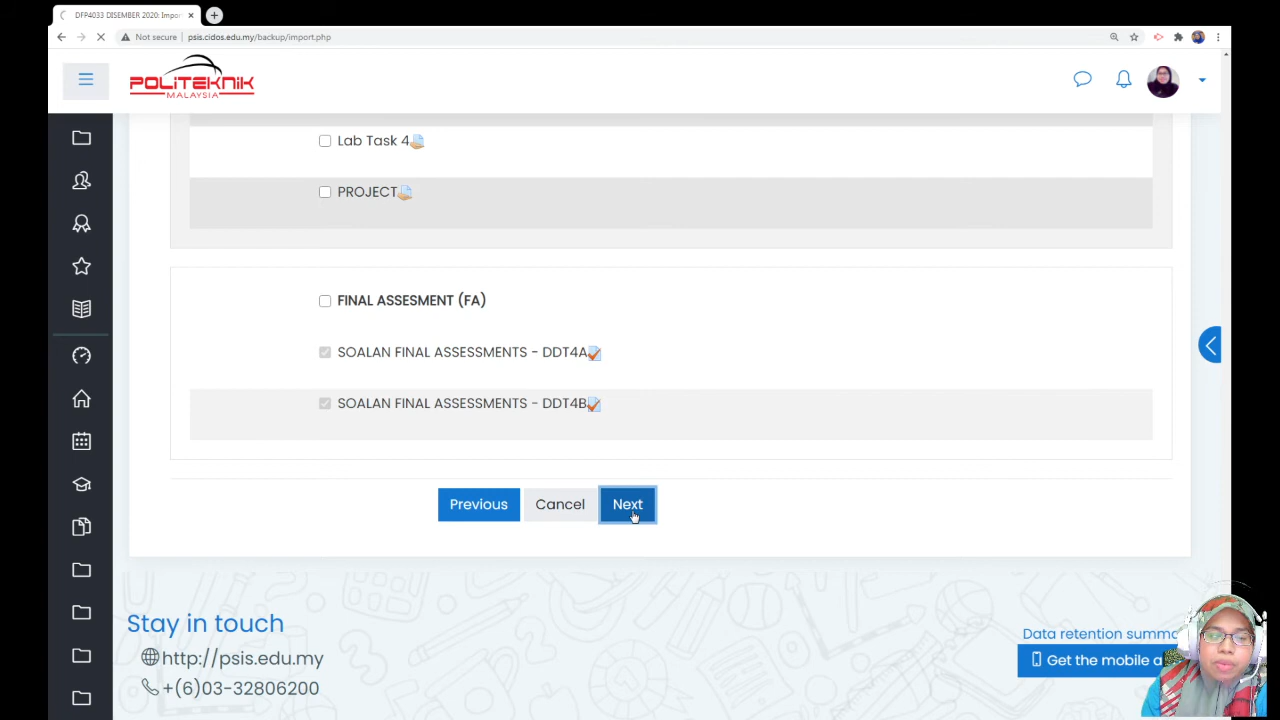 DFP4033 DISEMBER 2020: Impor
Not secure | psis.cidos.edu.my/backup/import.php
POLITEKNIK
MALAYSIA
Lab Task 4
PROJECT
FINAL ASSESMENT (FA)
SOALAN FINAL ASSESSMENTS - DDT4A
SOALAN FINAL ASSESSMENTS - DDT4B
Previous
Cancel
Next
Stay in touch
http://psis.edu.my
+(6)03-32806200
Data retention summa
Get the mobile a